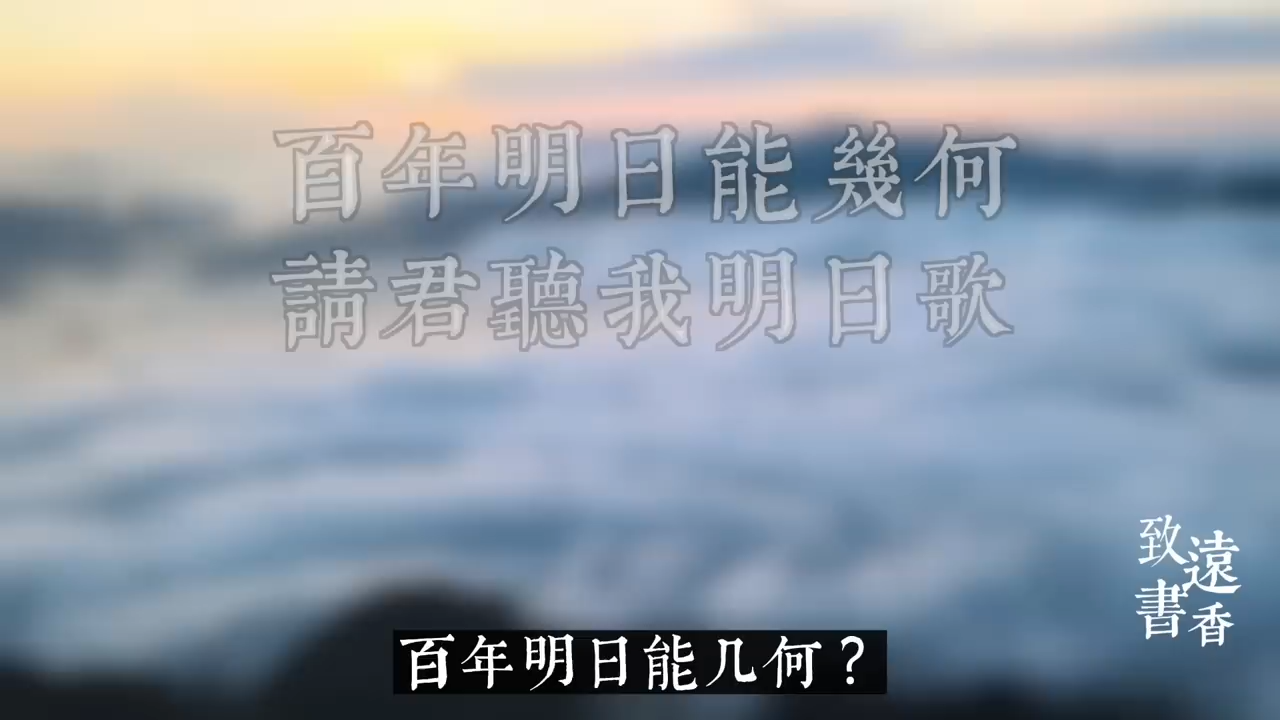 百年明日能幾何
請君聽我明日歌
致遠書香
百年明日能几何？